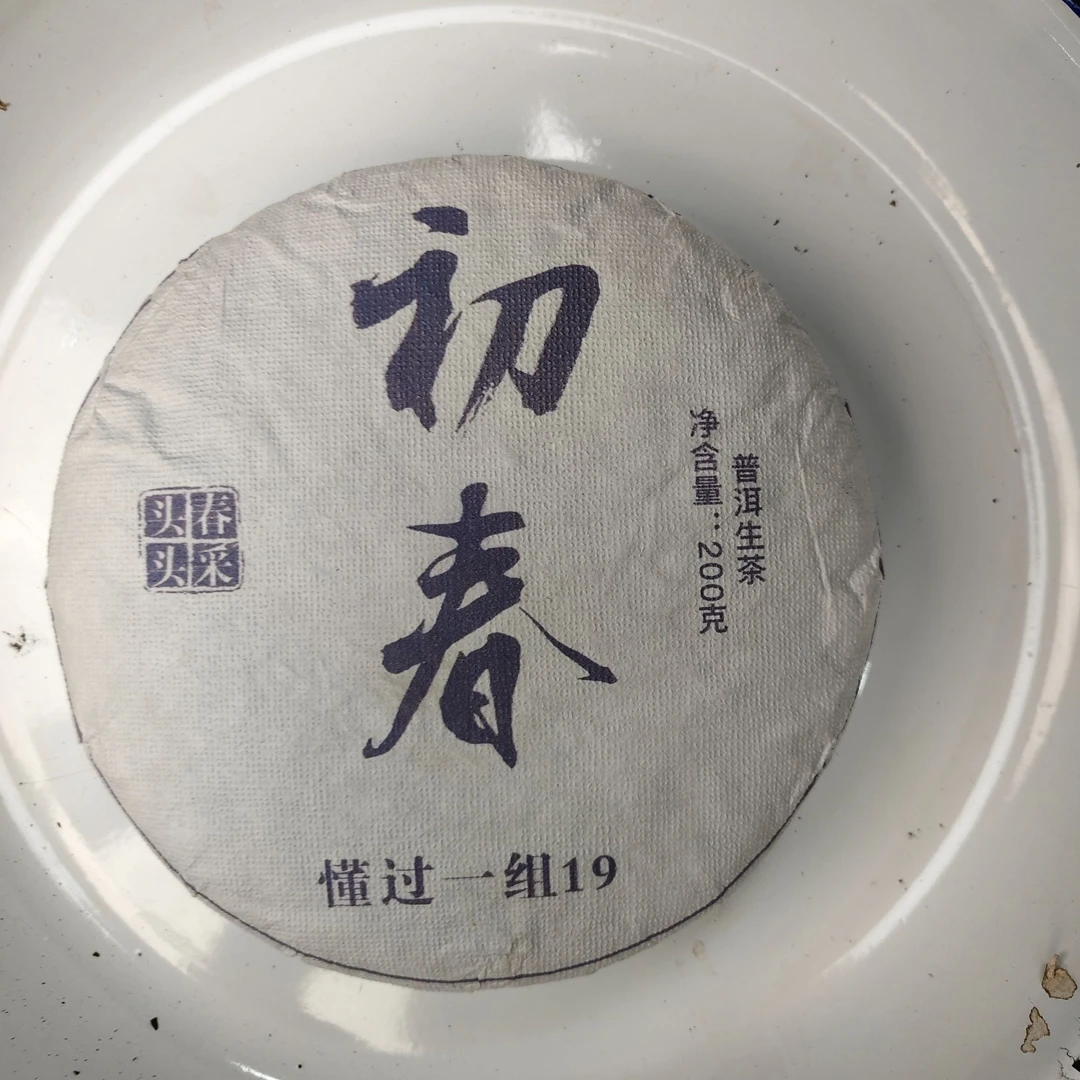 初春
普洱生茶
净含量：200克
春采
头头
懂过一组19